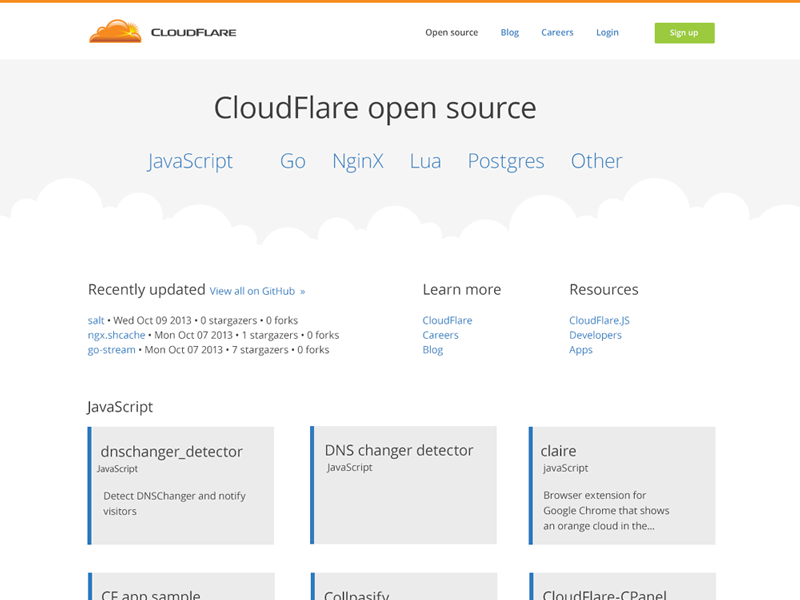 CLOUDFLARE
Open source Blog Careers Login Sign up
CloudFlare open source
JavaScript Go NginX Lua Postgres Other
Recently updated View all on GitHub »
salt • Wed Oct 09 2013 • 0 stargazers • 0 forks
ngx.shcache • Mon Oct 07 2013 • 1 stargazers • 0 forks
go-stream • Mon Oct 07 2013 • 7 stargazers • 0 forks
Learn more
CloudFlare
Careers
Blog
Resources
CloudFlare.JS
Developers
Apps
JavaScript
dnschanger_detector
JavaScript
Detect DNSChanger and notify
visitors
DNS changer detector
JavaScript
claire
javaScript
Browser extension for
Google Chrome that shows
an orange cloud in the...
CF app sample
Collpasify
CloudFlare-CPanel